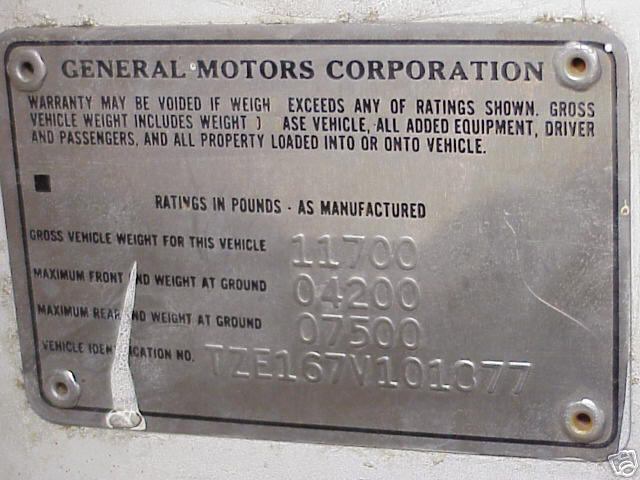 GENERAL MOTORS CORPORATION
WARRANTY MAY BE VOIDED IF WEIGH EXCEEDS ANY OF RATINGS SHOWN. GROSS
VEHICLE WEIGHT INCLUDES WEIGHT ASE VEHICLE, ALL ADDED EQUIPMENT, DRIVER
AND PASSENGERS, AND ALL PROPERTY LOADED INTO OR ONTO VEHICLE.
RATINGS IN POUNDS - AS MANUFACTURED
GROSS VEHICLE WEIGHT FOR THIS VEHICLE 11700
MAXIMUM FRONT ND WEIGHT AT GROUND 04200
MAXIMUM REAR ND WEIGHT AT GROUND 07500
VEHICLE IDEN ICATION NO. TZE167V101377